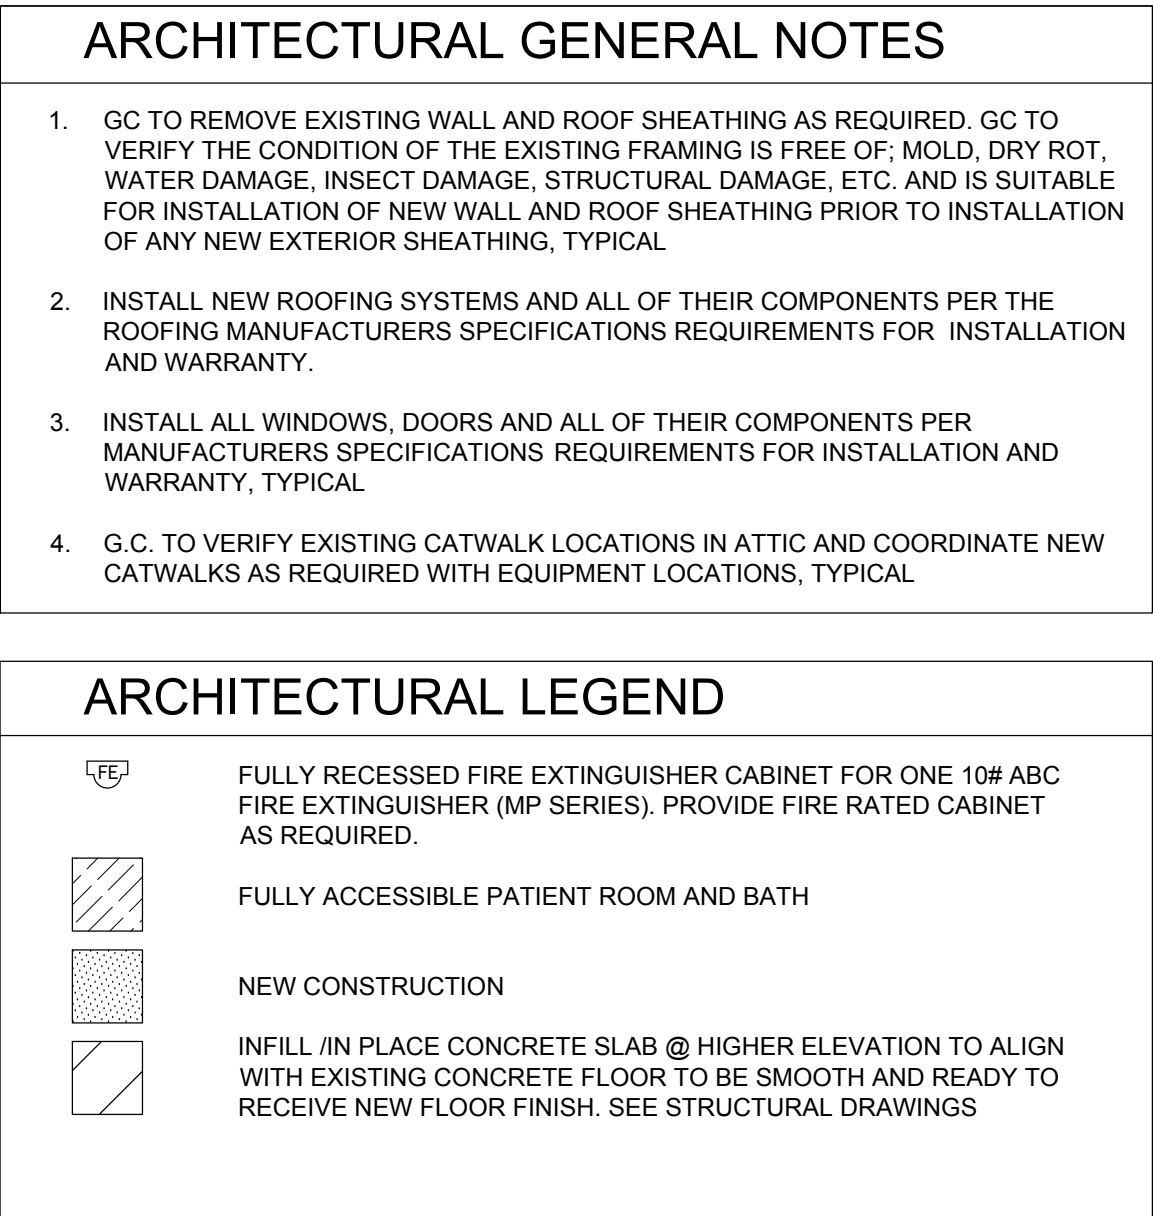 ARCHITECTURAL GENERAL NOTES
1. GC TO REMOVE EXISTING WALL AND ROOF SHEATHING AS REQUIRED. GC TO
VERIFY THE CONDITION OF THE EXISTING FRAMING IS FREE OF; MOLD, DRY ROT,
WATER DAMAGE, INSECT DAMAGE, STRUCTURAL DAMAGE, ETC. AND IS SUITABLE
FOR INSTALLATION OF NEW WALL AND ROOF SHEATHING PRIOR TO INSTALLATION
OF ANY NEW EXTERIOR SHEATHING, TYPICAL
2. INSTALL NEW ROOFING SYSTEMS AND ALL OF THEIR COMPONENTS PER THE
ROOFING MANUFACTURERS SPECIFICATIONS REQUIREMENTS FOR INSTALLATION
AND WARRANTY.
3. INSTALL ALL WINDOWS, DOORS AND ALL OF THEIR COMPONENTS PER
MANUFACTURERS SPECIFICATIONS REQUIREMENTS FOR INSTALLATION AND
WARRANTY, TYPICAL
4. G.C. TO VERIFY EXISTING CATWALK LOCATIONS IN ATTIC AND COORDINATE NEW
CATWALKS AS REQUIRED WITH EQUIPMENT LOCATIONS, TYPICAL
ARCHITECTURAL LEGEND
FE FULLY RECESSED FIRE EXTINGUISHER CABINET FOR ONE 10# ABC
FIRE EXTINGUISHER (MP SERIES). PROVIDE FIRE RATED CABINET
AS REQUIRED.
FULLY ACCESSIBLE PATIENT ROOM AND BATH
NEW CONSTRUCTION
INFILL /IN PLACE CONCRETE SLAB @ HIGHER ELEVATION TO ALIGN
WITH EXISTING CONCRETE FLOOR TO BE SMOOTH AND READY TO
RECEIVE NEW FLOOR FINISH. SEE STRUCTURAL DRAWINGS